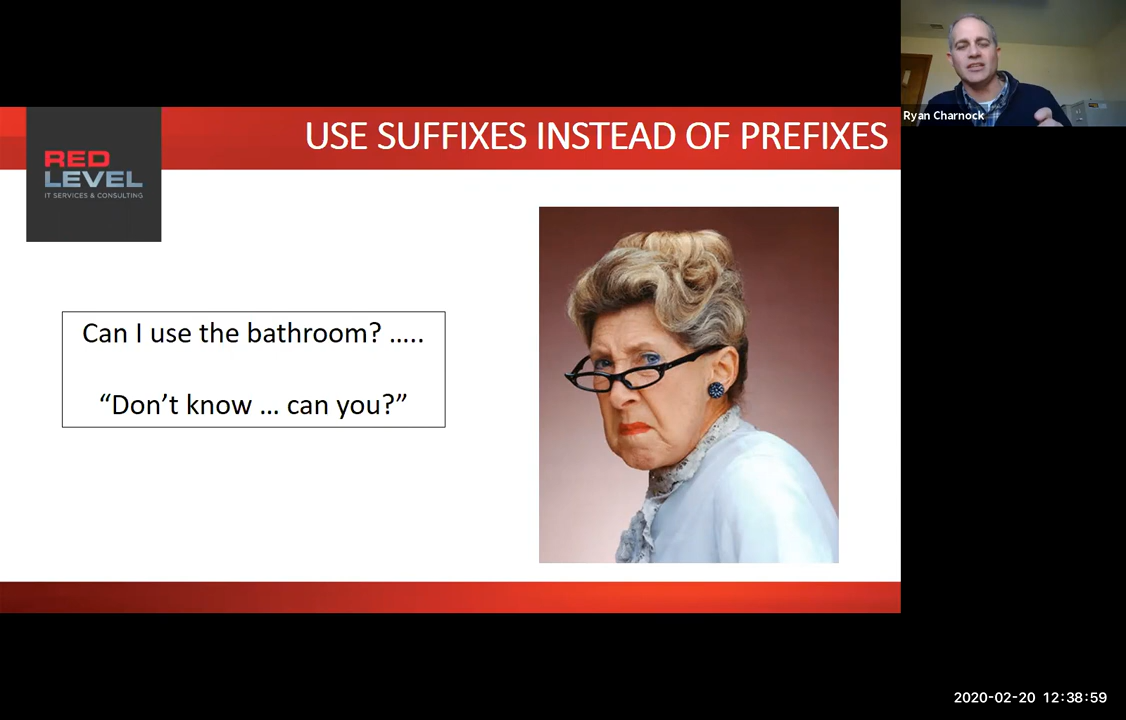 USE SUFFIXES INSTEAD OF PREFIXES
RED
LEVEL
IT SERVICES & CONSULTING
Can I use the bathroom? …..
“Don’t know … can you?”
Ryan Charnock
2020-02-20 12:38:59